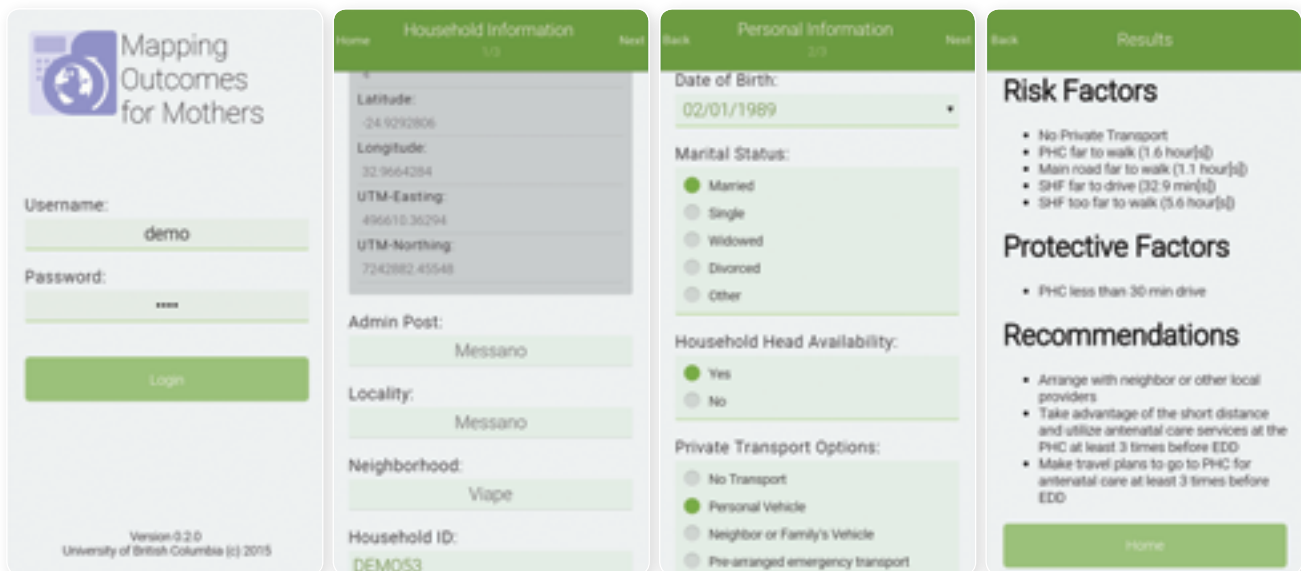 Mapping
Outcomes
for Mothers
Username:
demo
Password:
••••
Login
Version 0.2.0
University of British Columbia (c) 2015
Home
Household Information
1/3
Next
Latitude:
-24.9292806
Longitude:
32.9664284
UTM-Easting:
496610.36294
UTM-Northing:
7242882.45548
Admin Post:
Messano
Locality:
Messano
Neighborhood:
Viape
Household ID:
DEMO53
Back
Personal Information
2/3
Next
Date of Birth:
02/01/1989
Marital Status:
Married
Single
Widowed
Divorced
Other
Household Head Availability:
Yes
No
Private Transport Options:
No Transport
Personal Vehicle
Neighbor or Family's Vehicle
Pre-arranged emergency transport
Back
Results
Risk Factors
• No Private Transport
• PHC far to walk (1.6 hour[s])
• Main road far to walk (1.1 hour[s])
• SHF far to drive (32.9 min[s])
• SHF too far to walk (5.6 hour[s])
Protective Factors
• PHC less than 30 min drive
Recommendations
• Arrange with neighbor or other local
providers
• Take advantage of the short distance
and utilize antenatal care services at the
PHC at least 3 times before EDD
• Make travel plans to go to PHC for
antenatal care at least 3 times before
EDD
Home